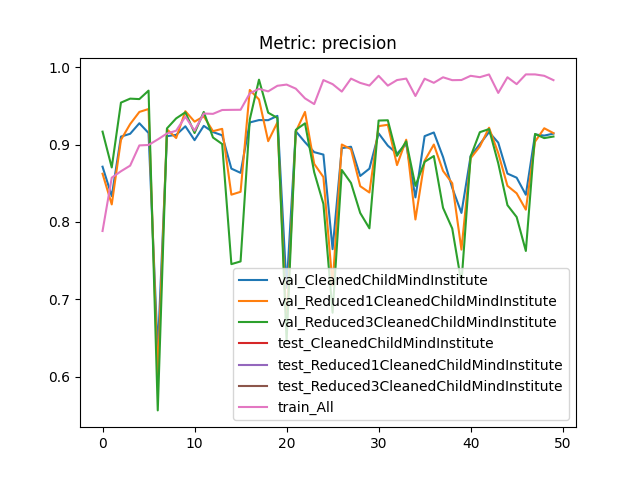 Metric: precision
1.0
0.9
0.8
0.7
0.6
val_CleanedChildMindInstitute
val_Reduced1CleanedChildMindInstitute
val_Reduced3CleanedChildMindInstitute
test_CleanedChildMindInstitute
test_Reduced1CleanedChildMindInstitute
test_Reduced3CleanedChildMindInstitute
train_All
0 10 20 30 40 50